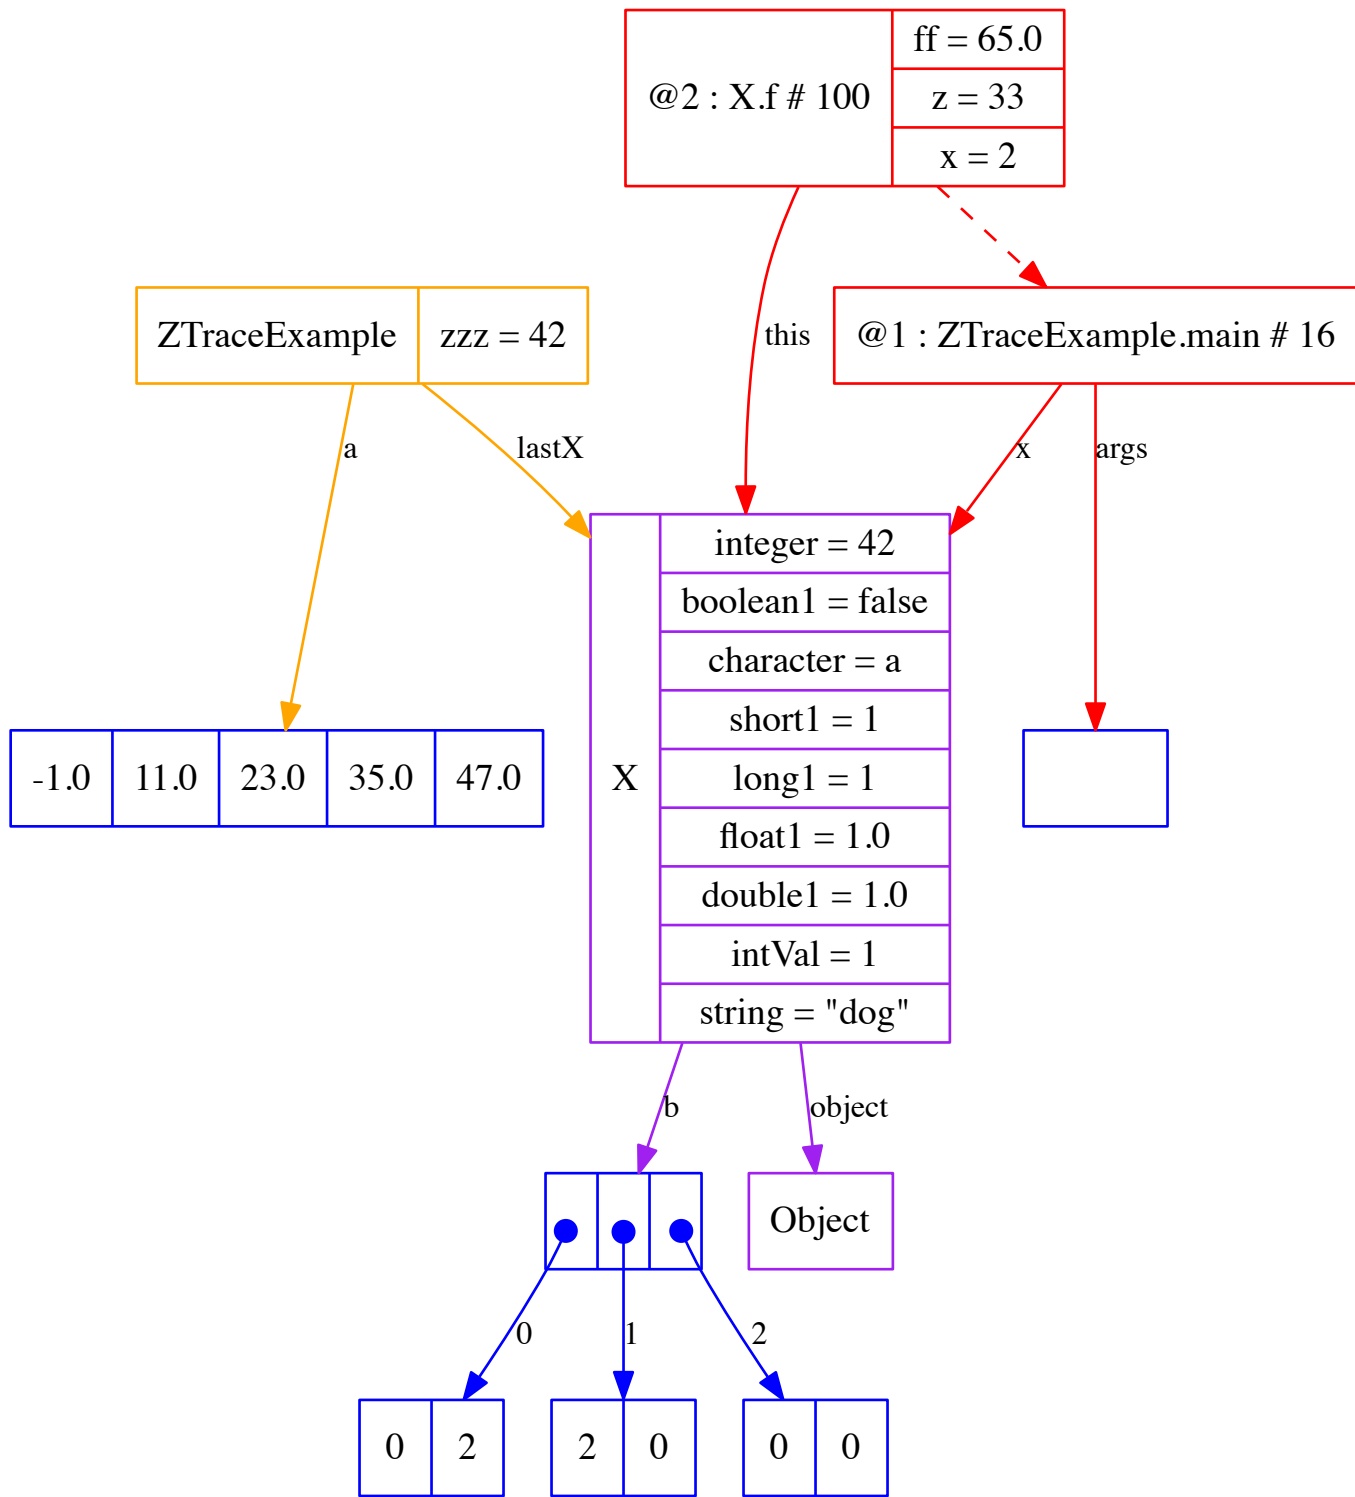 @2 : X.f # 100
ff = 65.0
z = 33
x = 2
ZTraceExample
zzz = 42
this
@1 : ZTraceExample.main # 16
a
lastX
x
args
X
integer = 42
boolean1 = false
character = a
short1 = 1
long1 = 1
float1 = 1.0
double1 = 1.0
intVal = 1
string = "dog"
-1.0
11.0
23.0
35.0
47.0
b
object
Object
0
1
2
0
2
2
0
0
0